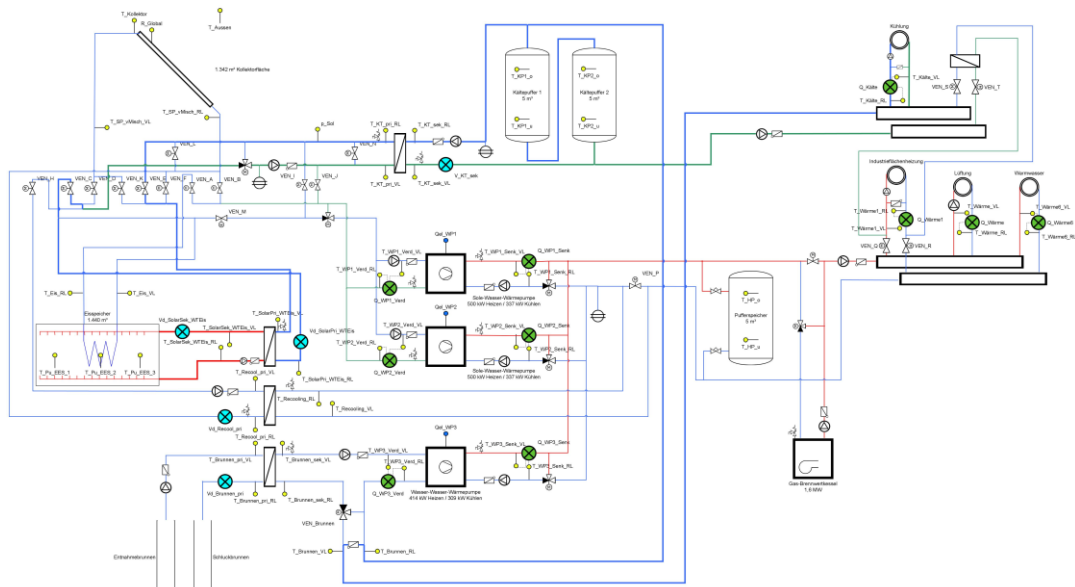 T_Kollektor
R_Global
T_Aussen
1.342 m² Kollektorfläche
T_SP_vMisch_RL
T_SP_vMisch_VL
p_Sol
T_KT_pri_RL
T_KT_sek_RL
T_KT_pri_VL
T_KT_sek_VL
V_KT_sek
T_KP1_o
Kältepuffer 1
5 m³
T_KP1_u
T_KP2_o
Kältepuffer 2
5 m³
T_KP2_u
Kühlung
T_Kälte_VL
Q_Kälte
T_Kälte_RL
VEN_S
VEN_T
VEN_L
VEN_N
VEN_H
VEN_C
VEN_D
VEN_K
VEN_E
VEN_F
VEN_A
VEN_B
VEN_I
VEN_J
VEN_M
Industrieflächenheizung
Lüftung
Warmwasser
T_Wärme1_RL
Q_Wärme1
T_Wärme1_VL
T_Wärme_VL
Q_Wärme
T_Wärme_RL
T_Wärme6_VL
Q_Wärme6
T_Wärme6_RL
VEN_Q
VEN_R
Qel_WP1
T_WP1_Verd_VL
T_WP1_Verd_RL
Q_WP1_Verd
T_WP1_Senk_VL
Q_WP1_Senk
T_WP1_Senk_RL
Sole-Wasser-Wärmepumpe
500 kW Heizen / 337 kW Kühlen
VEN_P
Qel_WP2
T_WP2_Verd_VL
T_WP2_Verd_RL
Q_WP2_Verd
T_WP2_Senk_VL
Q_WP2_Senk
T_WP2_Senk_RL
Sole-Wasser-Wärmepumpe
500 kW Heizen / 337 kW Kühlen
T_HP_o
Pufferspeicher
5 m³
T_HP_u
T_Eis_RL
T_Eis_VL
Eisspeicher
1.440 m³
T_Pu_EES_1
T_Pu_EES_2
T_Pu_EES_3
Vd_SolarSek_WTEis
T_SolarSek_WTEis_VL
T_SolarSek_WTEis_RL
T_SolarPri_WTEis_VL
Vd_SolarPri_WTEis
T_SolarPri_WTEis_RL
T_Recool_pri_VL
T_Recooling_RL
T_Recooling_VL
Vd_Recool_pri
T_Recool_pri_RL
T_Brunnen_pri_VL
T_Brunnen_sek_VL
Vd_Brunnen_pri
T_Brunnen_pri_RL
T_Brunnen_sek_RL
Qel_WP3
T_WP3_Verd_VL
T_WP3_Verd_RL
Q_WP3_Verd
T_WP3_Senk_VL
Q_WP3_Senk
T_WP3_Senk_RL
Wasser-Wasser-Wärmepumpe
414 kW Heizen / 309 kW Kühlen
VEN_Brunnen
T_Brunnen_VL
T_Brunnen_RL
Entnahmebrunnen
Schluckbrunnen
Gas-Brennwertkessel
1,6 MW